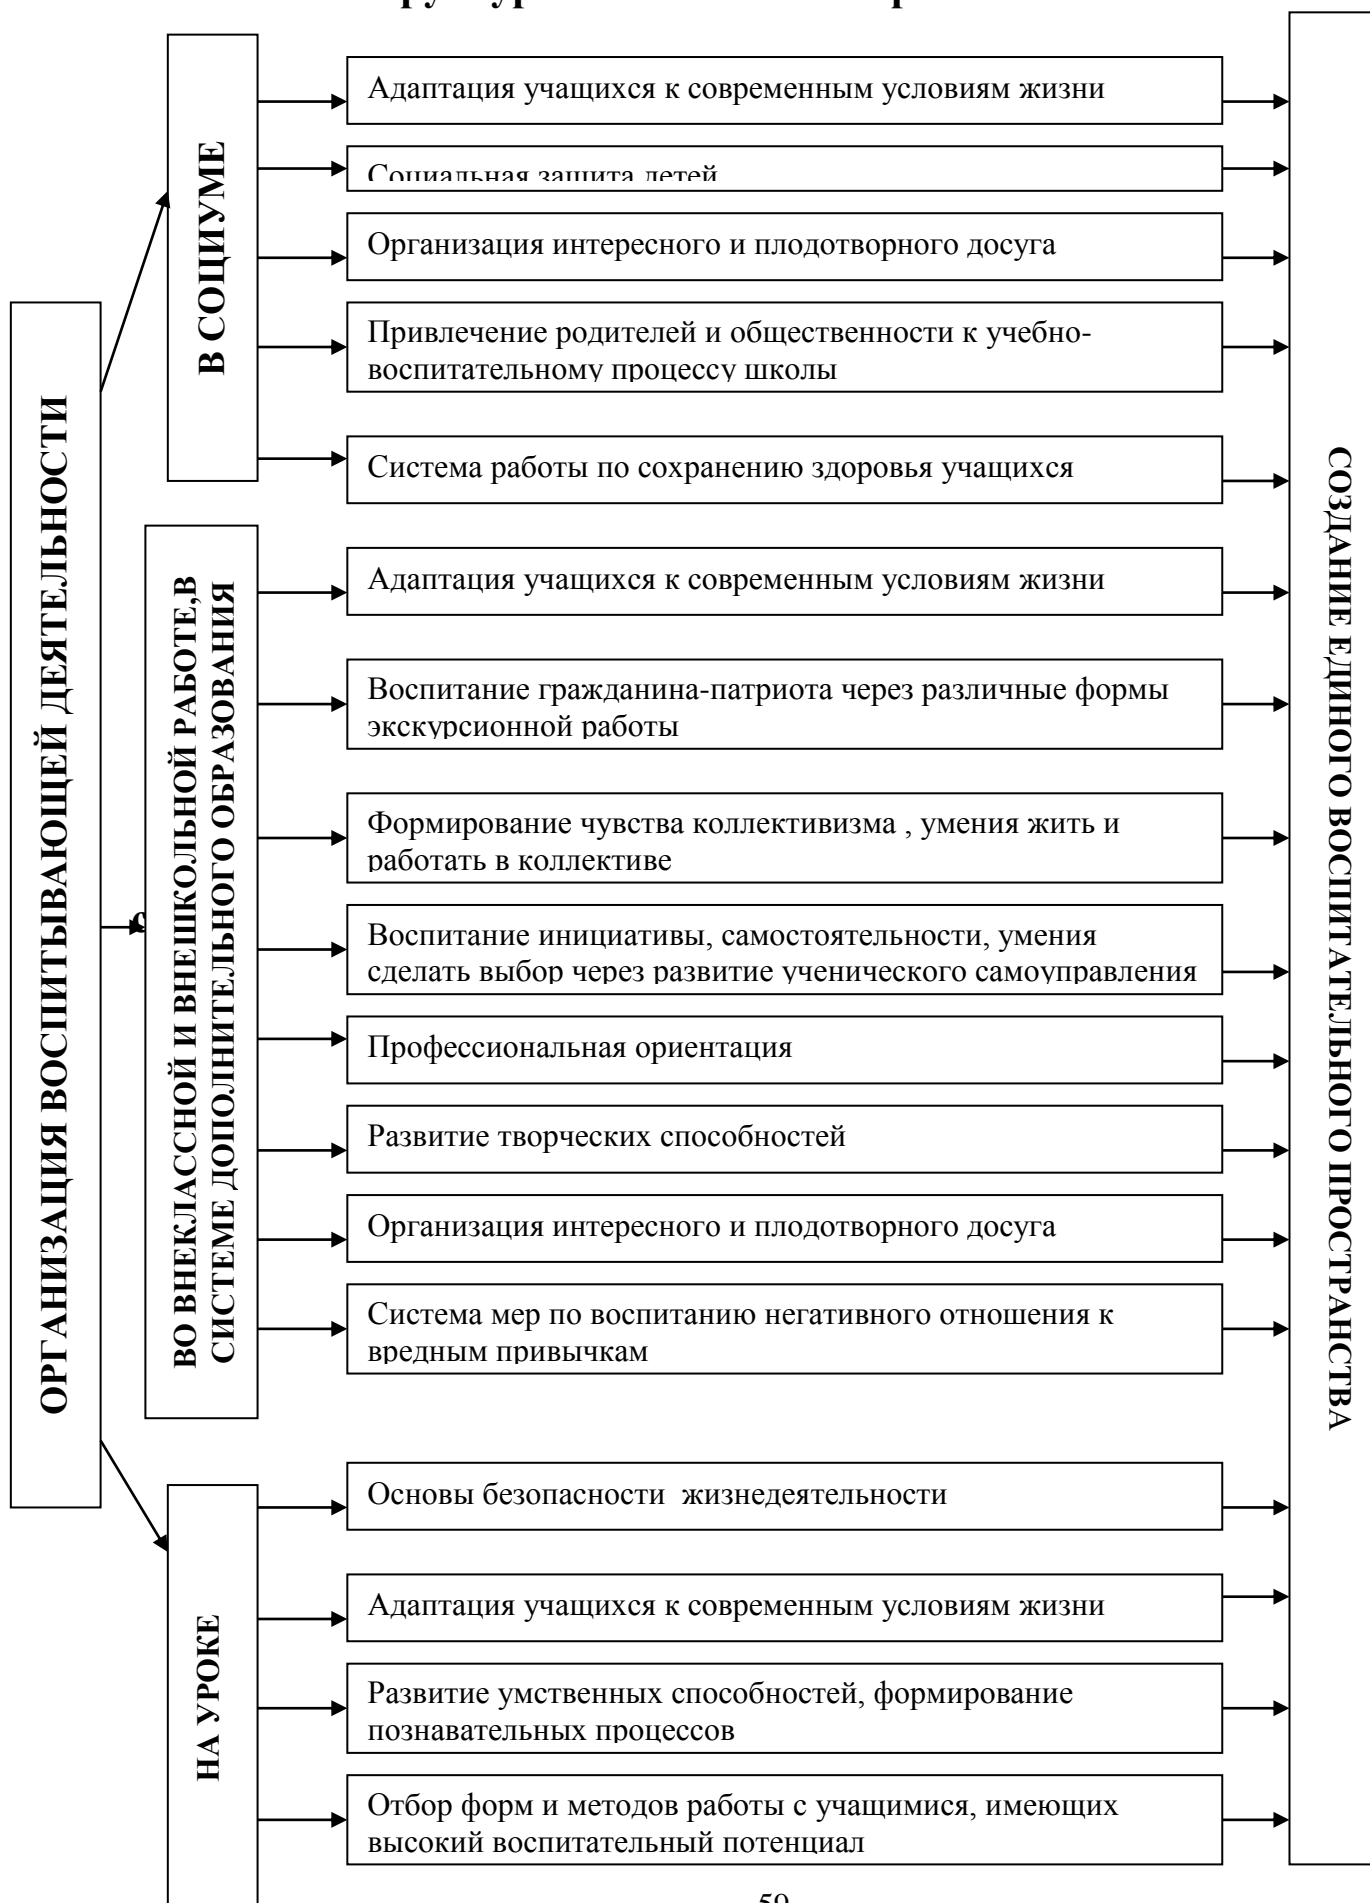 ОРГАНИЗАЦИЯ ВОСПИТЫВАЮЩЕЙ ДЕЯТЕЛЬНОСТИ
В СОЦИУМЕ
Адаптация учащихся к современным условиям жизни
Социальная защита детей
Организация интересного и плодотворного досуга
Привлечение родителей и общественности к учебно-
воспитательному процессу школы
Система работы по сохранению здоровья учащихся
ВО ВНЕКЛАССНОЙ И ВНЕШКОЛЬНОЙ РАБОТЕ,В
СИСТЕМЕ ДОПОЛНИТЕЛЬНОГО ОБРАЗОВАНИЯ
Адаптация учащихся к современным условиям жизни
Воспитание гражданина-патриота через различные формы
экскурсионной работы
Формирование чувства коллективизма , умения жить и
работать в коллективе
Воспитание инициативы, самостоятельности, умения
сделать выбор через развитие ученического самоуправления
Профессиональная ориентация
Развитие творческих способностей
Организация интересного и плодотворного досуга
Система мер по воспитанию негативного отношения к
вредным привычкам
НА УРОКЕ
Основы безопасности  жизнедеятельности
Адаптация учащихся к современным условиям жизни
Развитие умственных способностей, формирование
познавательных процессов
Отбор форм и методов работы с учащимися, имеющих
высокий воспитательный потенциал
СОЗДАНИЕ ЕДИНОГО ВОСПИТАТЕЛЬНОГО ПРОСТРАНСТВА
59